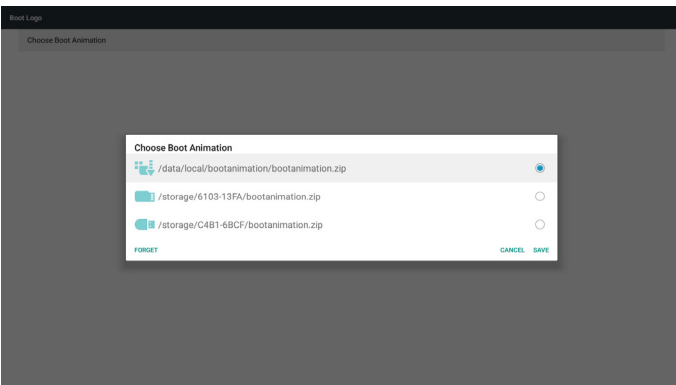 Boot Logo
Choose Boot Animation
Choose Boot Animation
/data/local/bootanimation/bootanimation.zip
/storage/6103-13FA/bootanimation.zip
/storage/C4B1-6BCF/bootanimation.zip
FORGET CANCEL SAVE